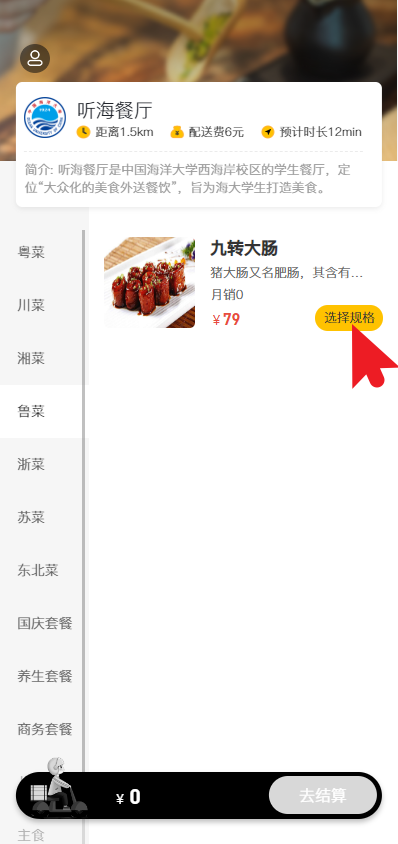 听海餐厅
距离1.5km 配送费6元 预计时长12min
简介: 听海餐厅是中国海洋大学西海岸校区的学生餐厅，定
位“大众化的美食外送餐饮”，旨为海大学生打造美食。
粤菜
川菜
湘菜
鲁菜
浙菜
苏菜
东北菜
国庆套餐
养生套餐
商务套餐
主食
九转大肠
猪大肠又名肥肠，其含有...
月销0
￥79
选择规格
￥0
去结算